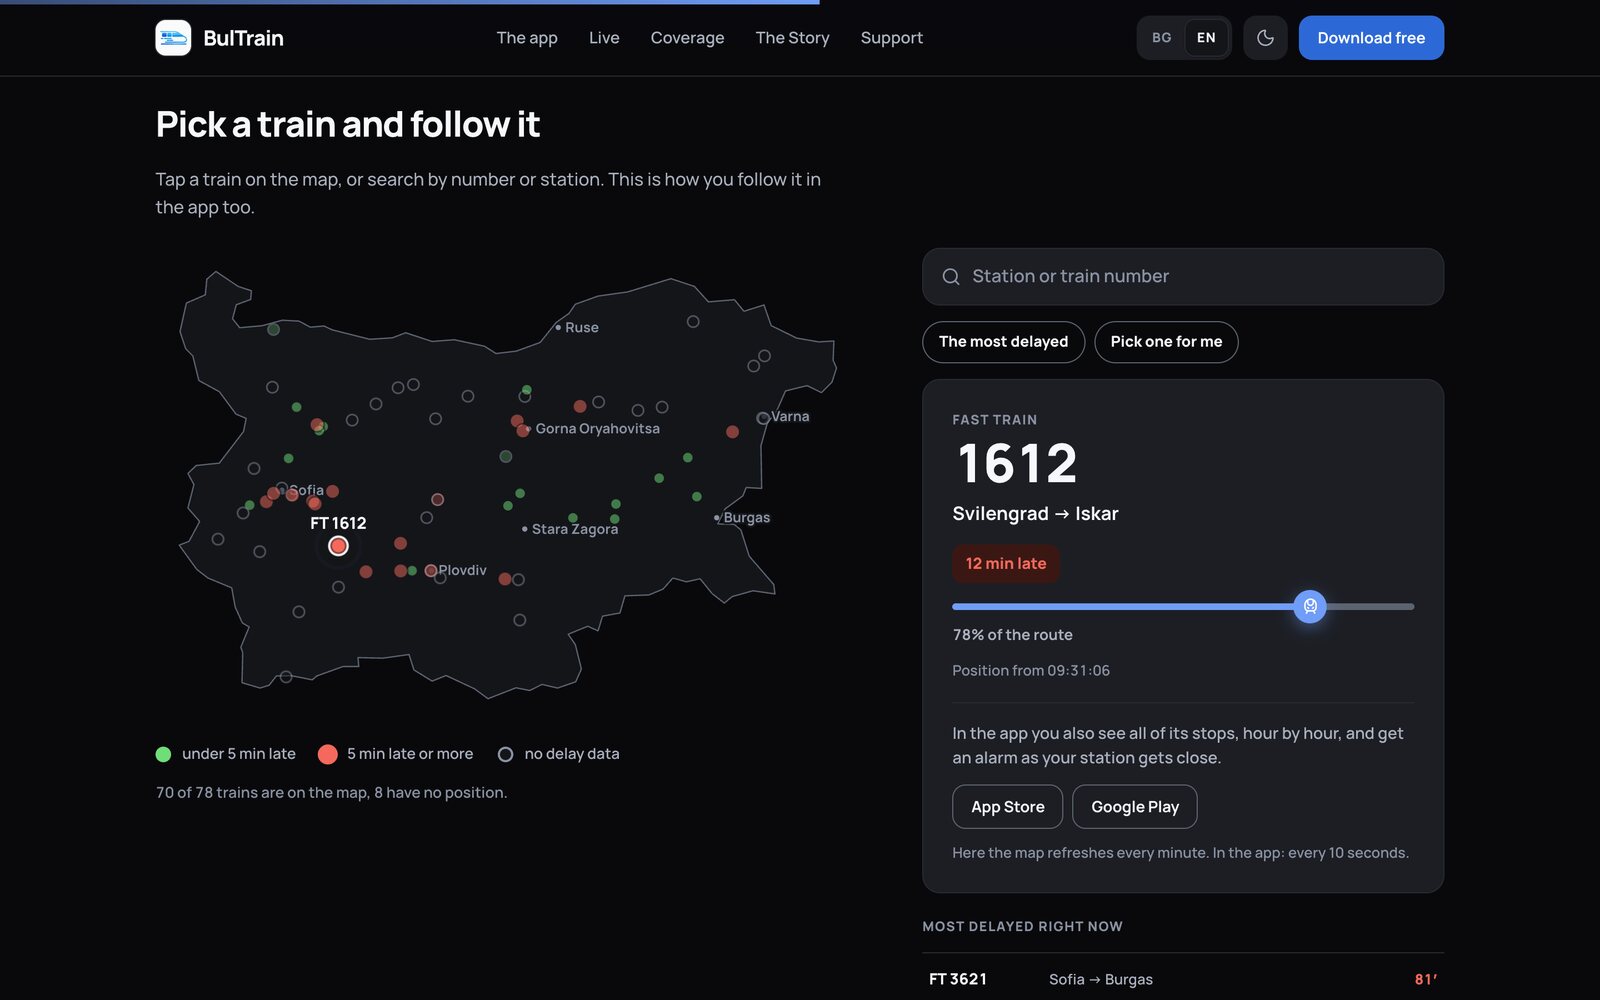 BulTrain
The app
Live
Coverage
The Story
Support
BG
EN
Download free
Pick a train and follow it
Tap a train on the map, or search by number or station. This is how you follow it in
the app too.
Ruse
Varna
Gorna Oryahovitsa
Sofia
FT 1612
Stara Zagora
Burgas
Plovdiv
under 5 min late
5 min late or more
no delay data
70 of 78 trains are on the map, 8 have no position.
Station or train number
The most delayed
Pick one for me
FAST TRAIN
1612
Svilengrad → Iskar
12 min late
78% of the route
Position from 09:31:06
In the app you also see all of its stops, hour by hour, and get
an alarm as your station gets close.
App Store
Google Play
Here the map refreshes every minute. In the app: every 10 seconds.
MOST DELAYED RIGHT NOW
FT 3621
Sofia → Burgas
81′